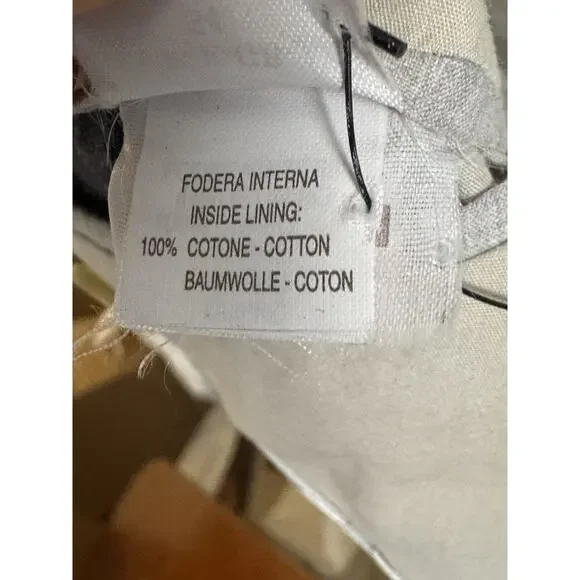 FODERA INTERNA
INSIDE LINING:
100% COTONE - COTTON
BAUMWOLLE - COTON